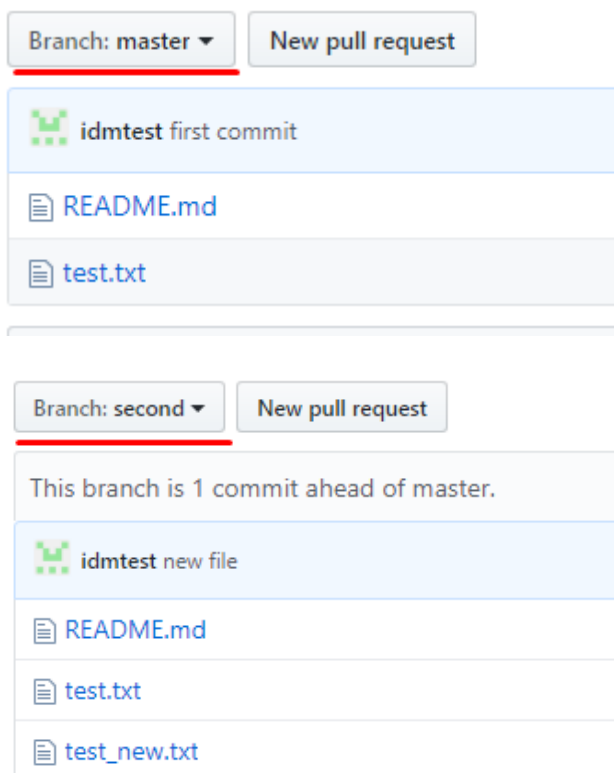 Branch: master New pull request
idmtest first commit
README.md
test.txt
Branch: second New pull request
This branch is 1 commit ahead of master.
idmtest new file
README.md
test.txt
test_new.txt